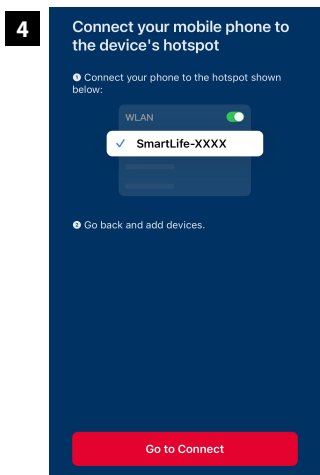 4
Connect your mobile phone to
the device's hotspot
❶ Connect your phone to the hotspot shown
below:
WLAN
✓ SmartLife-XXXX
❷ Go back and add devices.
Go to Connect